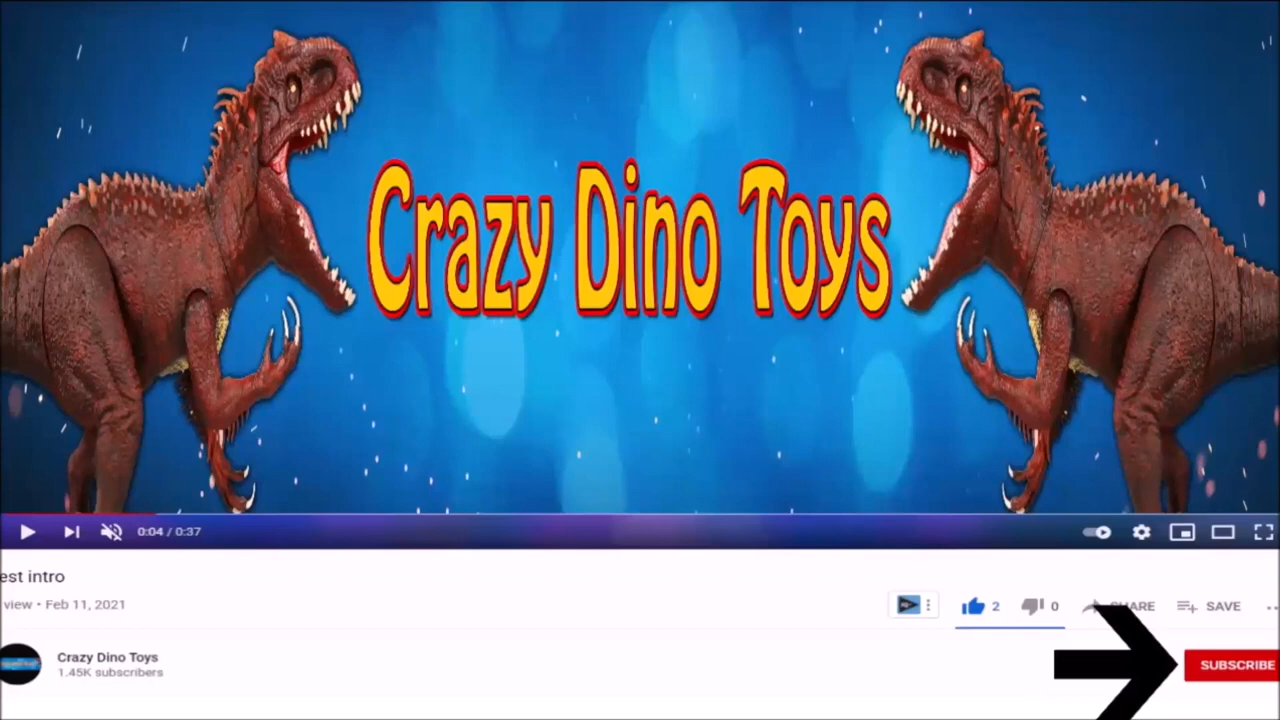 Crazy Dino Toys
0:04 / 0:37
est intro
view • Feb 11, 2021
2
0
SHARE
SAVE
Crazy Dino Toys
1.45K subscribers
SUBSCRIBE